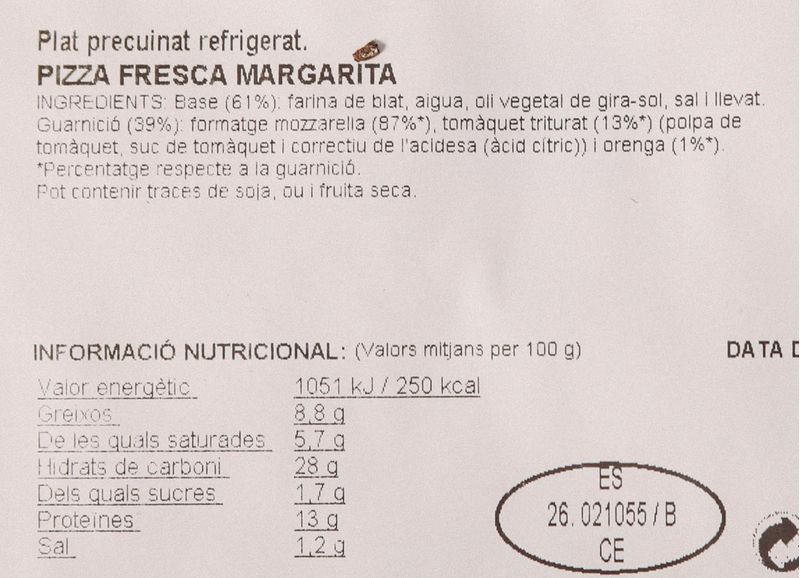 Plat precuinat refrigerat.
PIZZA FRESCA MARGARITA
INGREDIENTS: Base (61%): farina de blat, aigua, oli vegetal de gira-sol, sal i llevat.
Guarnició (39%): formatge mozzarella (87%*), tomàquet triturat (13%*) (polpa de
tomàquet, suc de tomàquet i correctiu de l'acidesa (àcid cítric)) i orenga (1%*).
*Percentatge respecte a la guarnició.
Pot contenir traces de soja, ou i fruita seca.
INFORMACIÓ NUTRICIONAL: (Valors mitjans per 100 g)
DATA D
Valor energètic 1051 kJ / 250 kcal
Greixos 8,8 g
De les quals saturades 5,7 g
Hidrats de carboni 28 g
Dels quals sucres 1,7 g
Proteïnes 13 g
Sal 1,2 g
ES
26. 021055 / B
CE